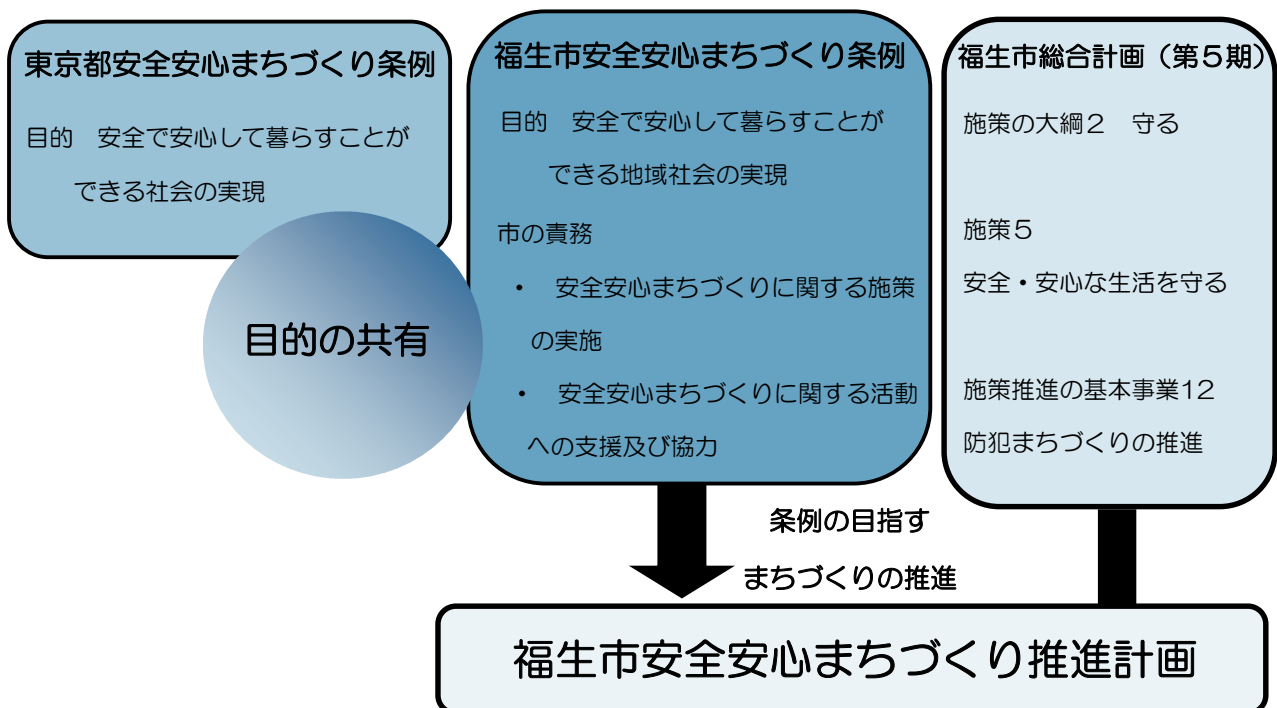 東京都安全安心まちづくり条例
目的　安全で安心して暮らすことが
できる社会の実現
目的の共有
福生市安全安心まちづくり条例
目的　安全で安心して暮らすことが
できる地域社会の実現
市の責務
・　安全安心まちづくりに関する施策
の実施
・　安全安心まちづくりに関する活動
への支援及び協力
福生市総合計画（第５期）
施策の大綱２　守る
施策５
安全・安心な生活を守る
施策推進の基本事業12
防犯まちづくりの推進
条例の目指す
まちづくりの推進
福生市安全安心まちづくり推進計画